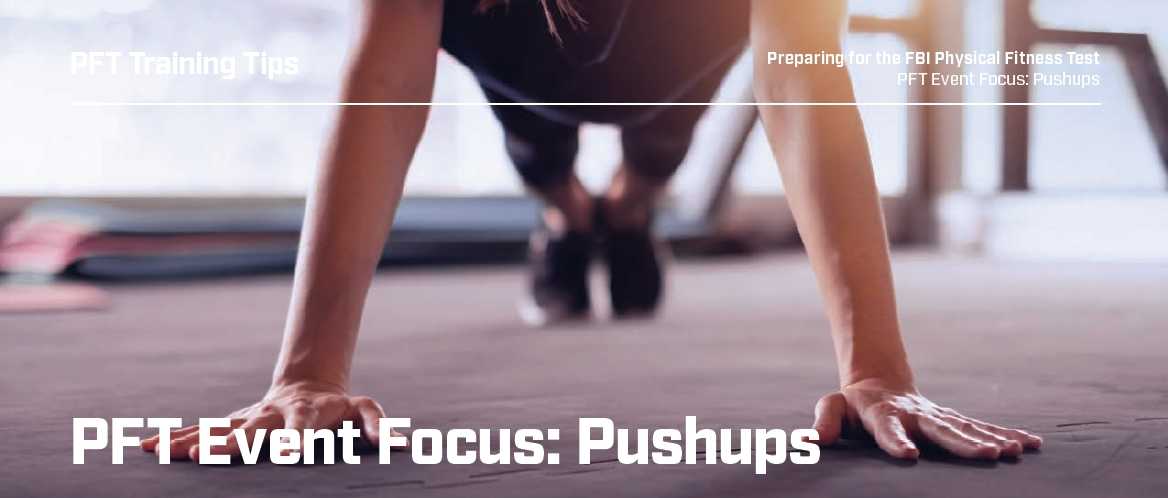 PFT Training Tips
Preparing for the FBI Physical Fitness Test
PFT Event Focus: Pushups
PFT Event Focus: Pushups